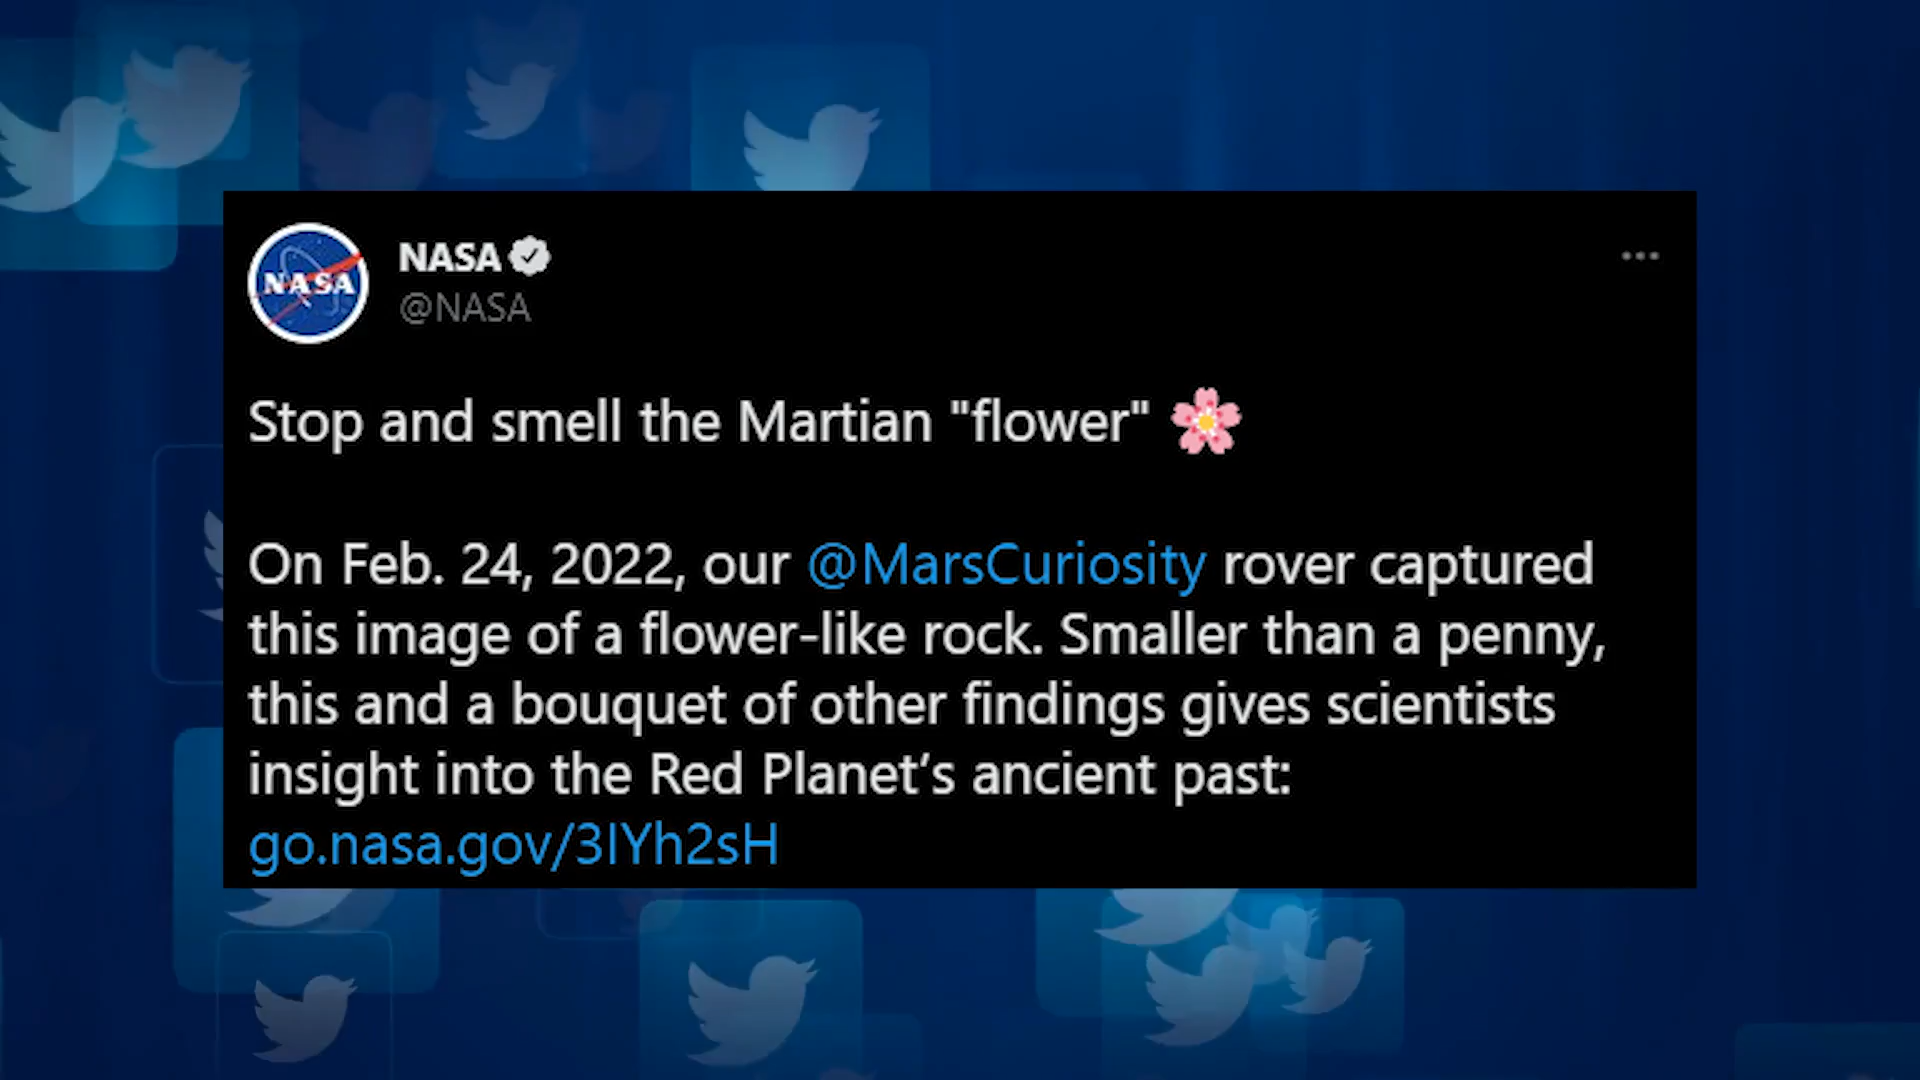 NASA
NASA
@NASA
Stop and smell the Martian "flower" 🌸
On Feb. 24, 2022, our @MarsCuriosity rover captured
this image of a flower-like rock. Smaller than a penny,
this and a bouquet of other findings gives scientists
insight into the Red Planet’s ancient past:
go.nasa.gov/3IYh2sH